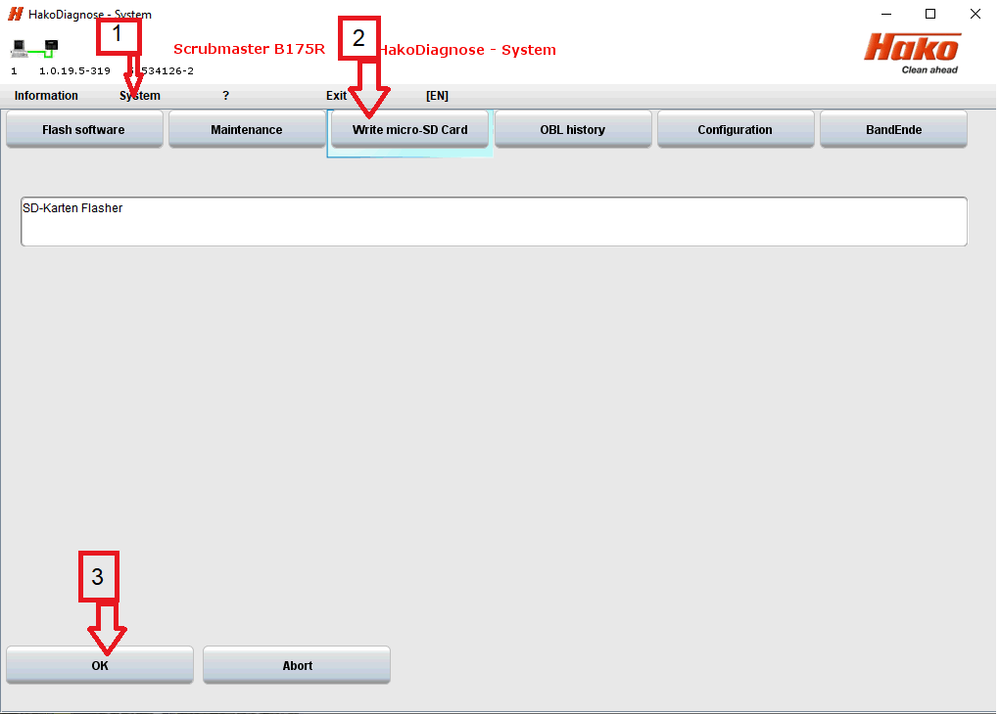 HakoDiagnose - System
1
2
Scrubmaster B175R HakoDiagnose - System
Hako
Clean ahead
1 1.0.19.5-319 534126-2
Information System ? Exit [EN]
Flash software Maintenance Write micro-SD Card OBL history Configuration BandEnde
SD-Karten Flasher
3
OK Abort